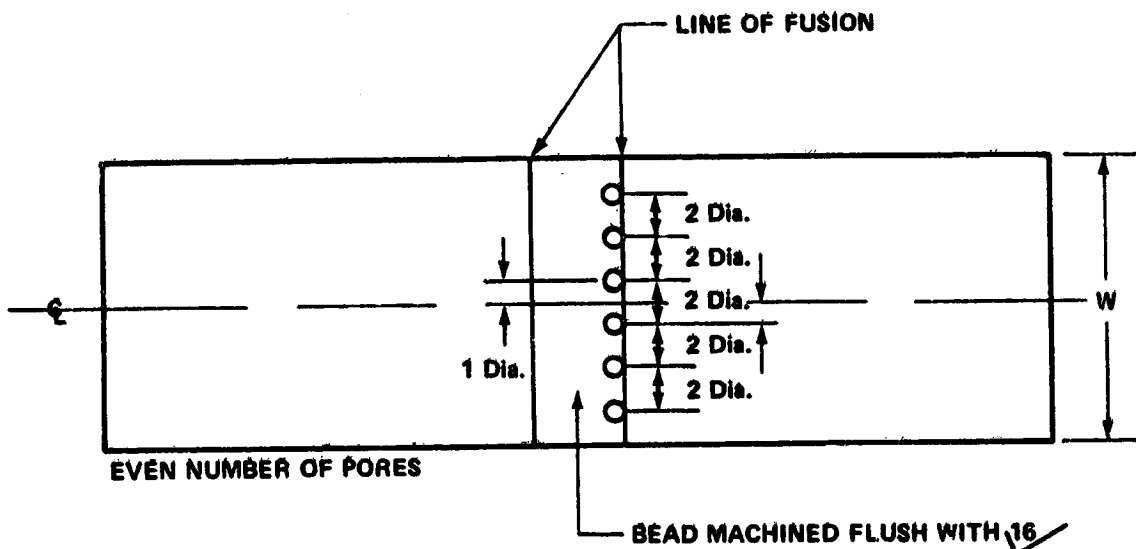 LINE OF FUSION
2 Dia.
2 Dia.
2 Dia.
℄ W
1 Dia. 2 Dia.
2 Dia.
EVEN NUMBER OF PORES
BEAD MACHINED FLUSH WITH 16